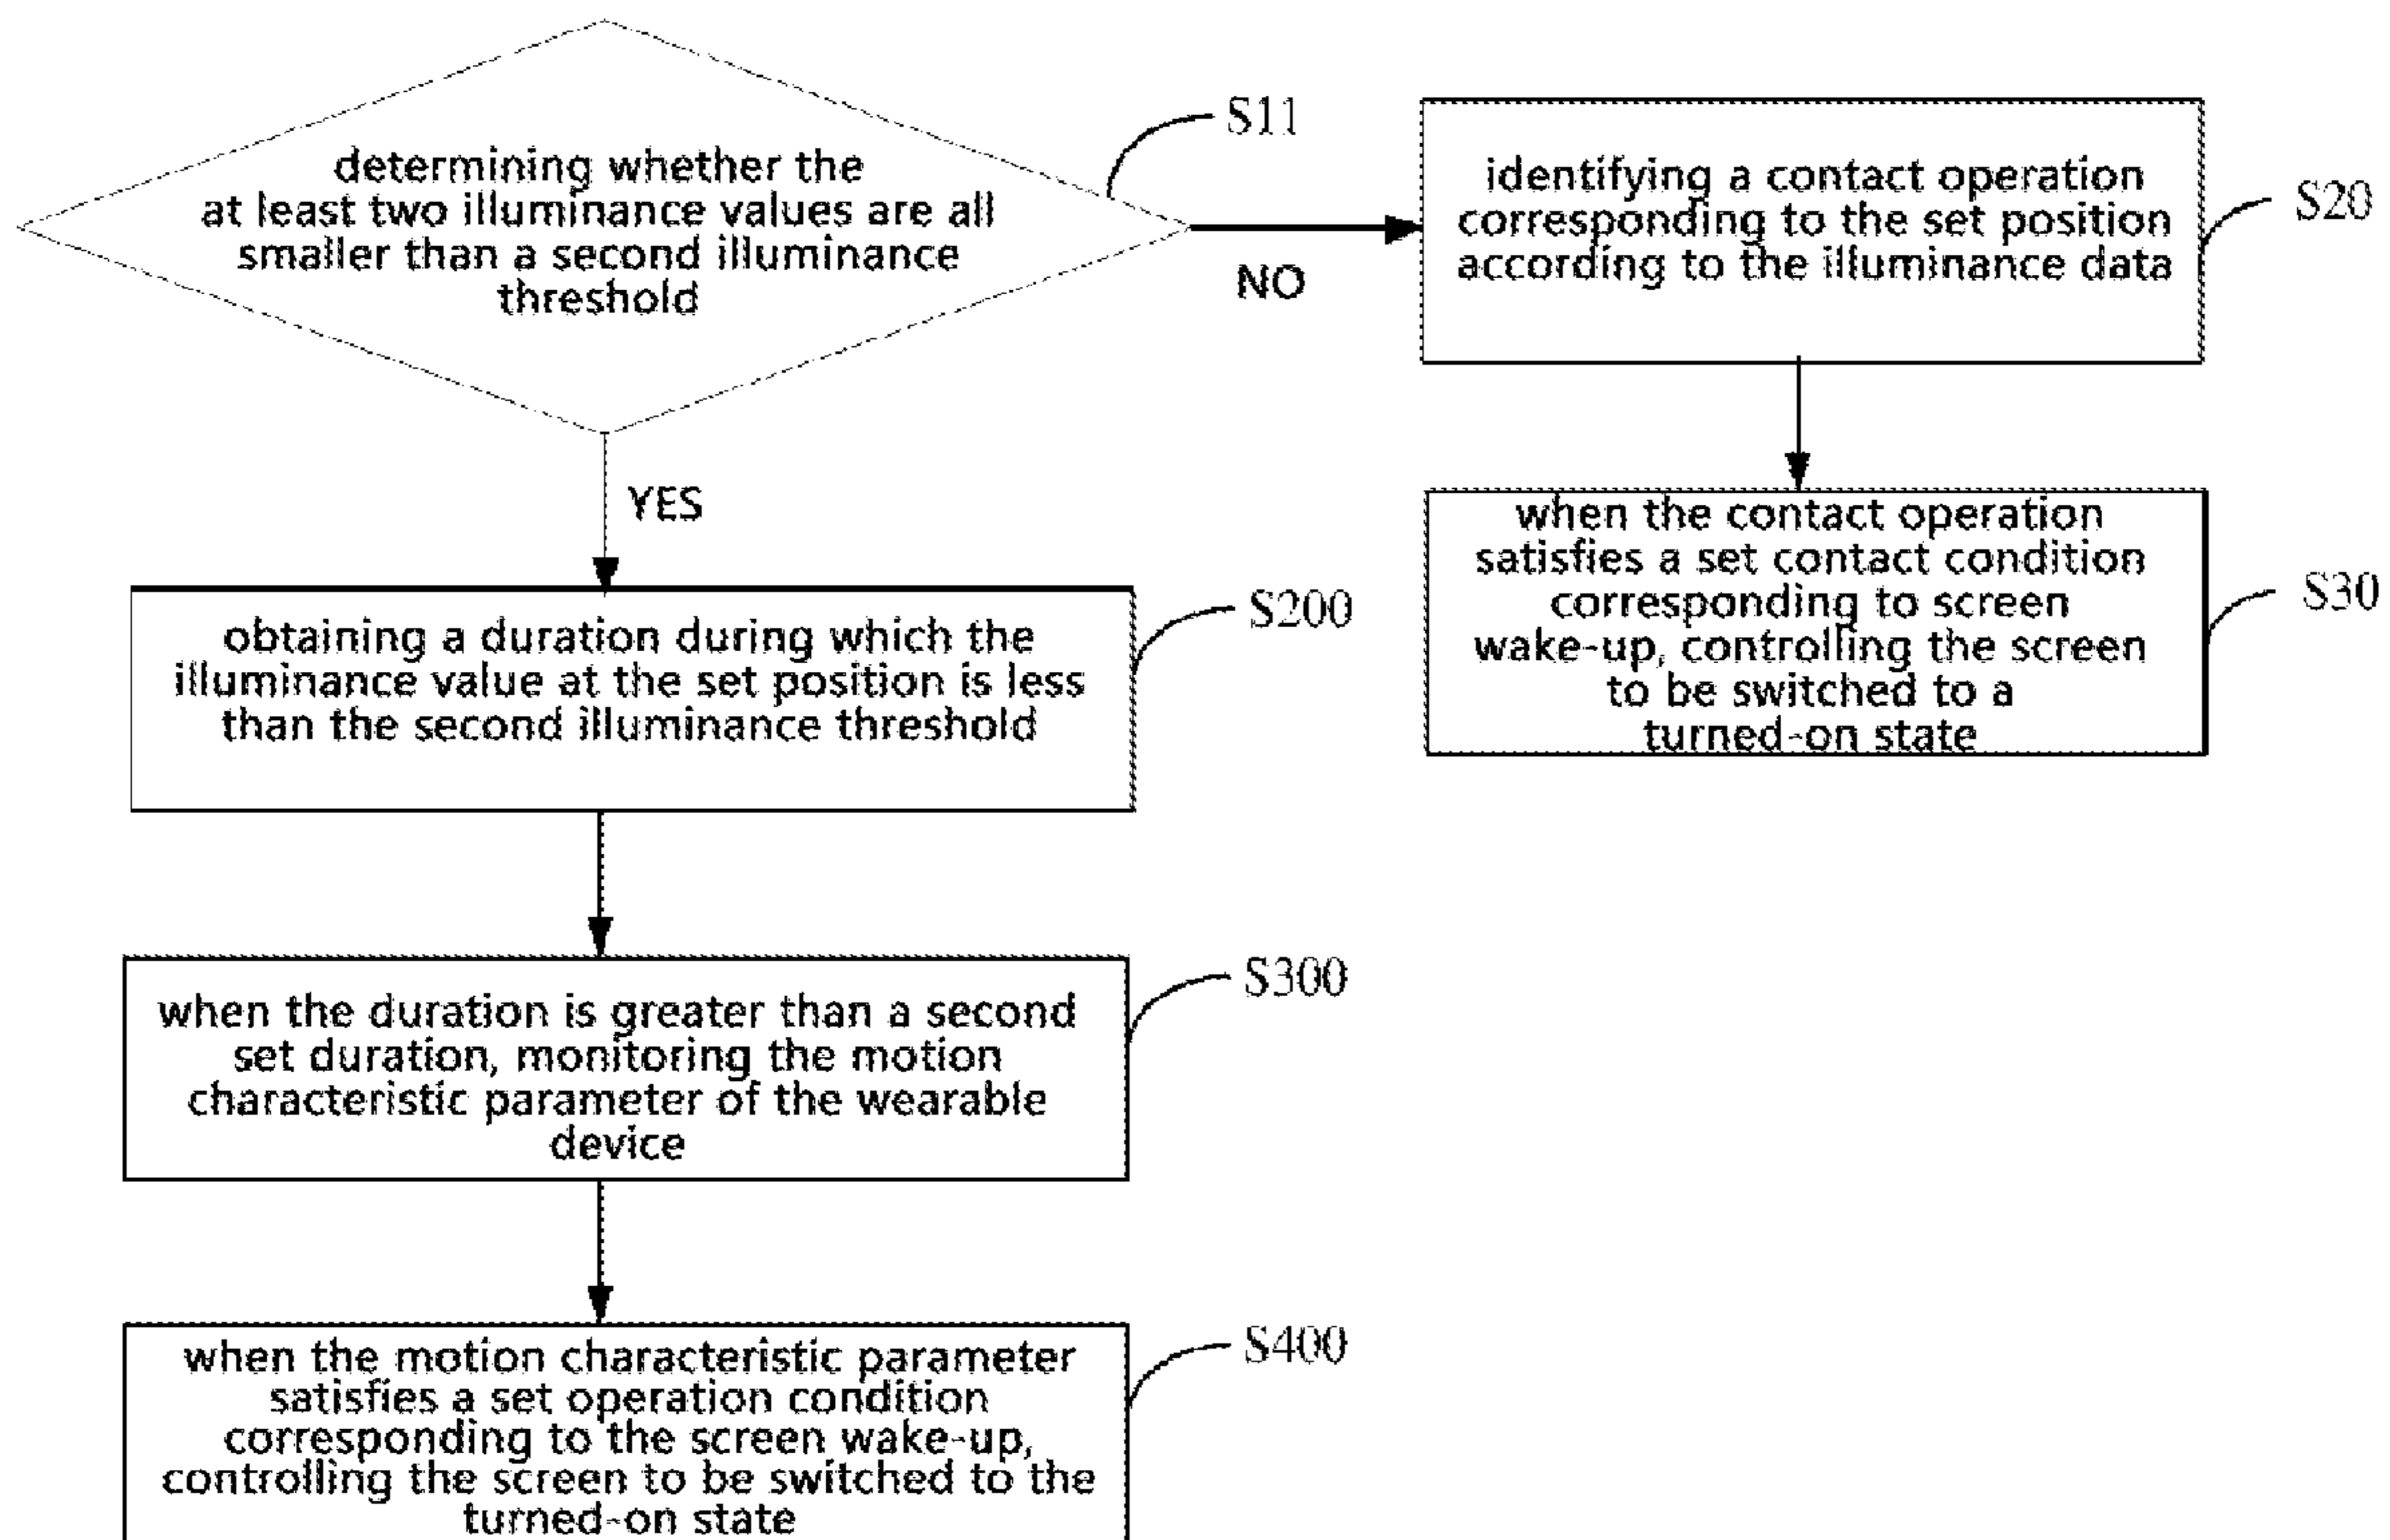 determining whether the
at least two illuminance values are all
smaller than a second illuminance
threshold
S11
NO
YES
identifying a contact operation
corresponding to the set position
according to the illuminance data
S20
when the contact operation
satisfies a set contact condition
corresponding to screen
wake-up, controlling the screen
to be switched to a
turned-on state
S30
obtaining a duration during which the
illuminance value at the set position is less
than the second illuminance threshold
S200
when the duration is greater than a second
set duration, monitoring the motion
characteristic parameter of the wearable
device
S300
when the motion characteristic parameter
satisfies a set operation condition
corresponding to the screen wake-up,
controlling the screen to be switched to the
turned-on state
S400